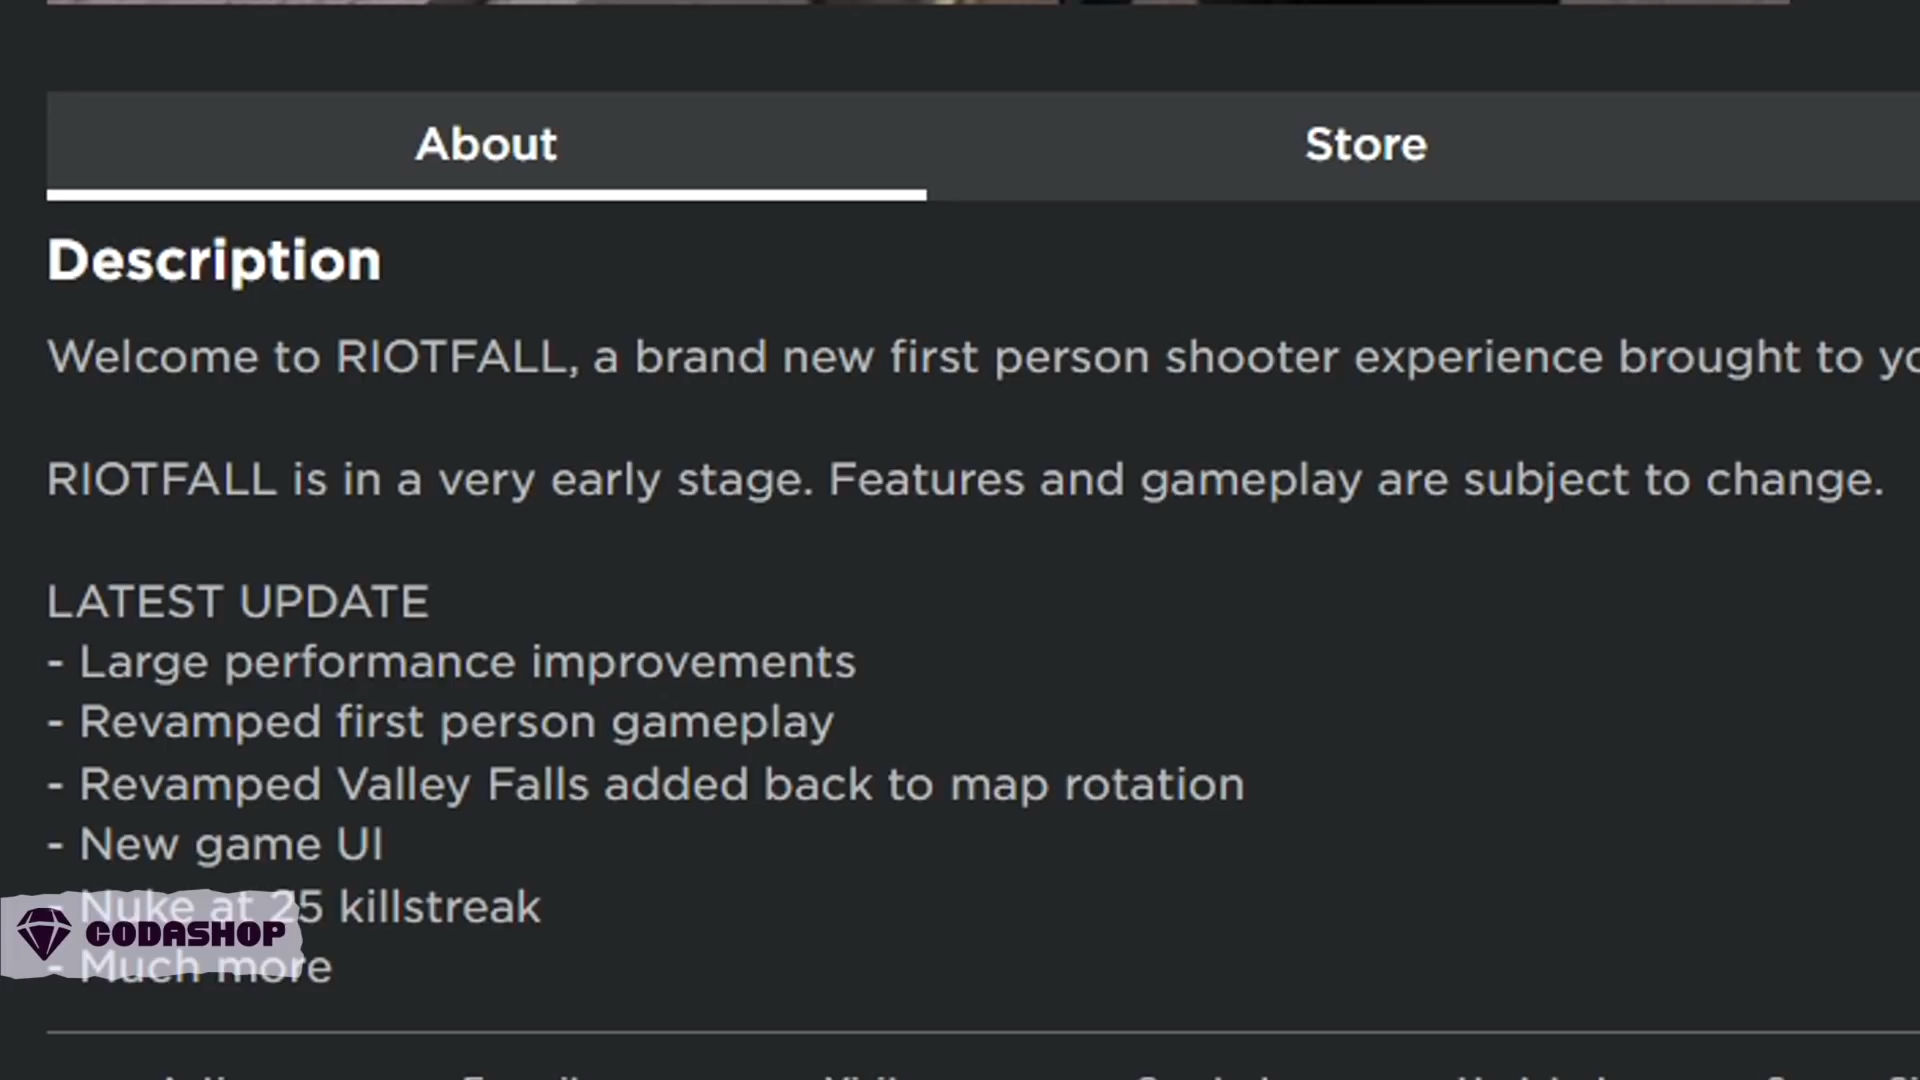 About Store
Description
Welcome to RIOTFALL, a brand new first person shooter experience brought to
RIOTFALL is in a very early stage. Features and gameplay are subject to change.
LATEST UPDATE
- Large performance improvements
- Revamped first person gameplay
- Revamped Valley Falls added back to map rotation
- New game UI
- Nuke at 25 killstreak
CODASHOP
- Much more